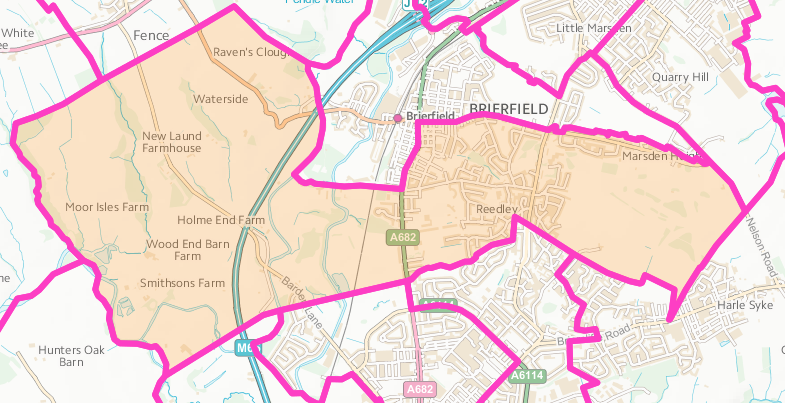 Pendle Water
White
Fence
Little Marsden
Raven's Clough
Quarry Hill
Waterside
BRIERFIELD
Brierfield
New Laund
Farmhouse
Marsden Height
Moor Isles Farm
Reedley
Holme End Farm
Nelson Road
A682
Wood End Barn
Farm
Smithsons Farm
Barden Lane
Harle Syke
Road
Hunters Oak
Barn
A682
A6114